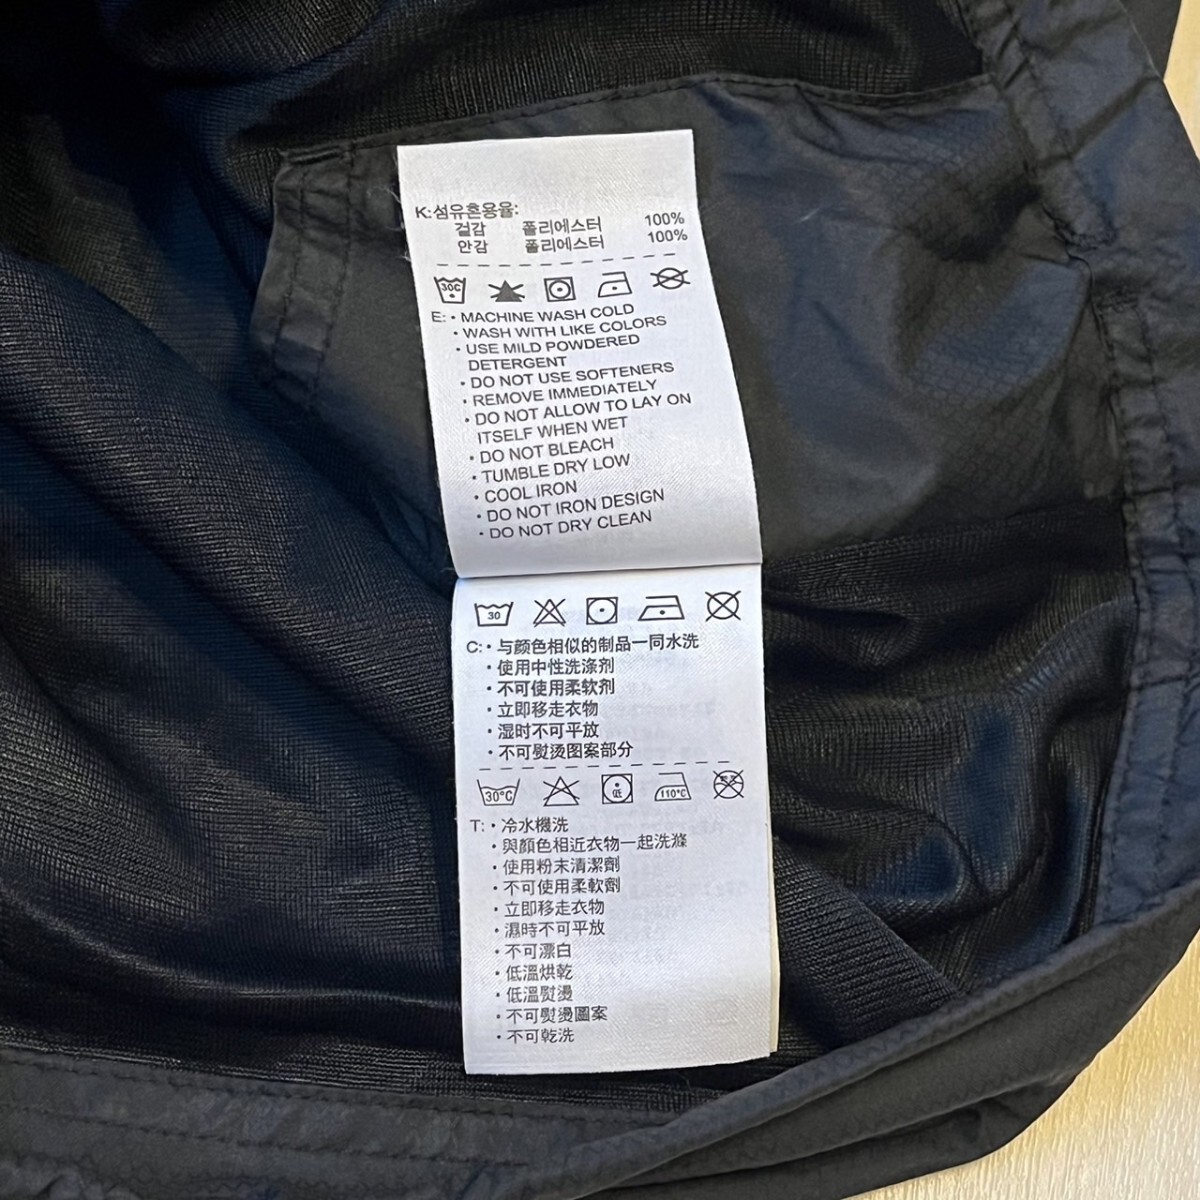 K:섬유혼용율:
겉감 폴리에스터 100%
안감 폴리에스터 100%
30C
E: • MACHINE WASH COLD
• WASH WITH LIKE COLORS
• USE MILD POWDERED
DETERGENT
• DO NOT USE SOFTENERS
• REMOVE IMMEDIATELY
• DO NOT ALLOW TO LAY ON
ITSELF WHEN WET
• DO NOT BLEACH
• TUMBLE DRY LOW
• COOL IRON
• DO NOT IRON DESIGN
• DO NOT DRY CLEAN
30
C: • 与颜色相似的制品一同水洗
• 使用中性洗涤剂
• 不可使用柔软剂
• 立即移走衣物
• 湿时不可平放
• 不可熨烫图案部分
30°C 低 110°C
T: • 冷水機洗
• 與顏色相近衣物一起洗滌
• 使用粉末清潔劑
• 不可使用柔軟劑
• 立即移走衣物
• 濕時不可平放
• 不可漂白
• 低溫烘乾
• 低溫熨燙
• 不可熨燙圖案
• 不可乾洗